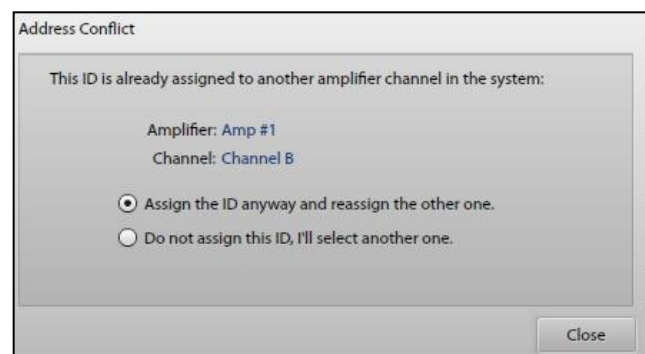 Address Conflict
This ID is already assigned to another amplifier channel in the system:
Amplifier: Amp #1
Channel: Channel B
Assign the ID anyway and reassign the other one.
Do not assign this ID, I'll select another one.
Close